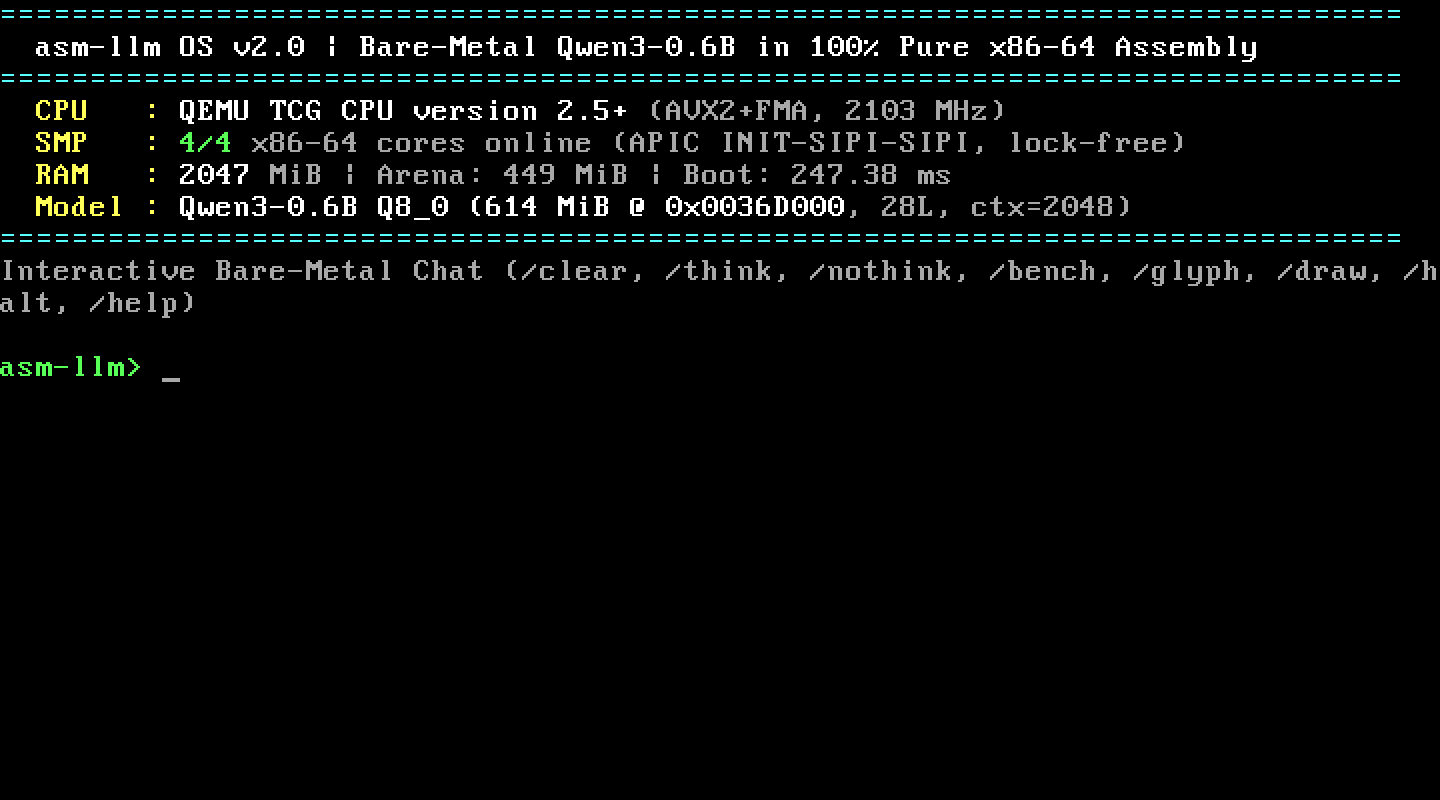 ==============================================================================
asm-llm OS v2.0 ¦ Bare-Metal Qwen3-0.6B in 100% Pure x86-64 Assembly
==============================================================================
CPU   : QEMU TCG CPU version 2.5+ (AVX2+FMA, 2103 MHz)
SMP   : 4/4 x86-64 cores online (APIC INIT-SIPI-SIPI, lock-free)
RAM   : 2047 MiB ¦ Arena: 449 MiB ¦ Boot: 247.38 ms
Model : Qwen3-0.6B Q8_0 (614 MiB @ 0x0036D000, 28L, ctx=2048)
==============================================================================
Interactive Bare-Metal Chat (/clear, /think, /nothink, /bench, /glyph, /draw, /h
alt, /help)
asm-llm> _